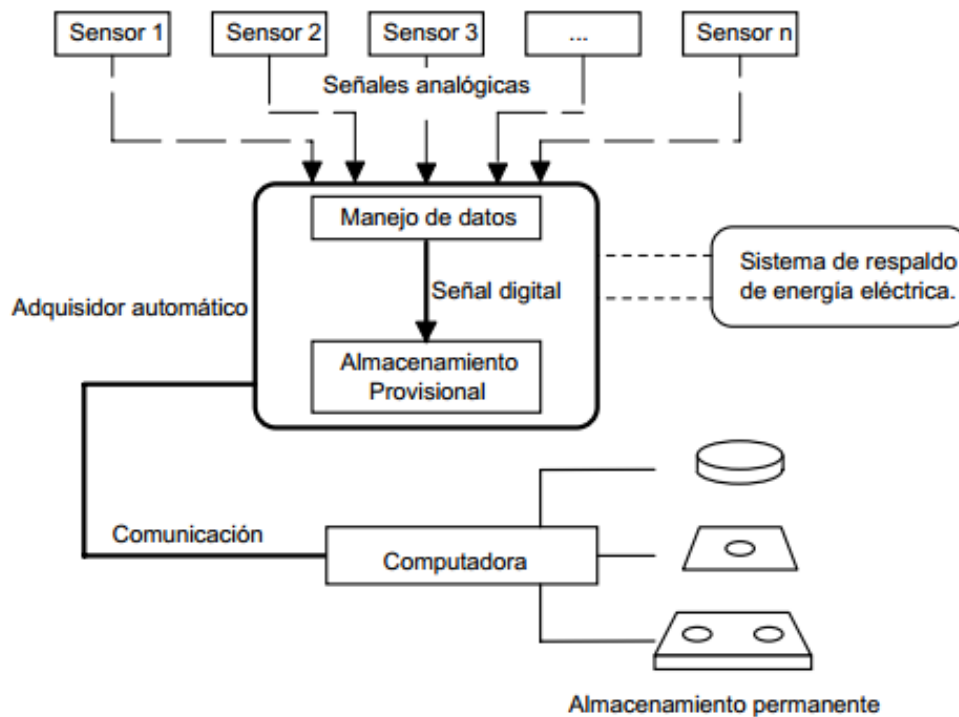 Sensor 1
Sensor 2
Sensor 3
...
Sensor n
Señales analógicas
Manejo de datos
Señal digital
Adquisidor automático
Sistema de respaldo
de energía eléctrica.
Almacenamiento
Provisional
Comunicación
Computadora
Almacenamiento permanente